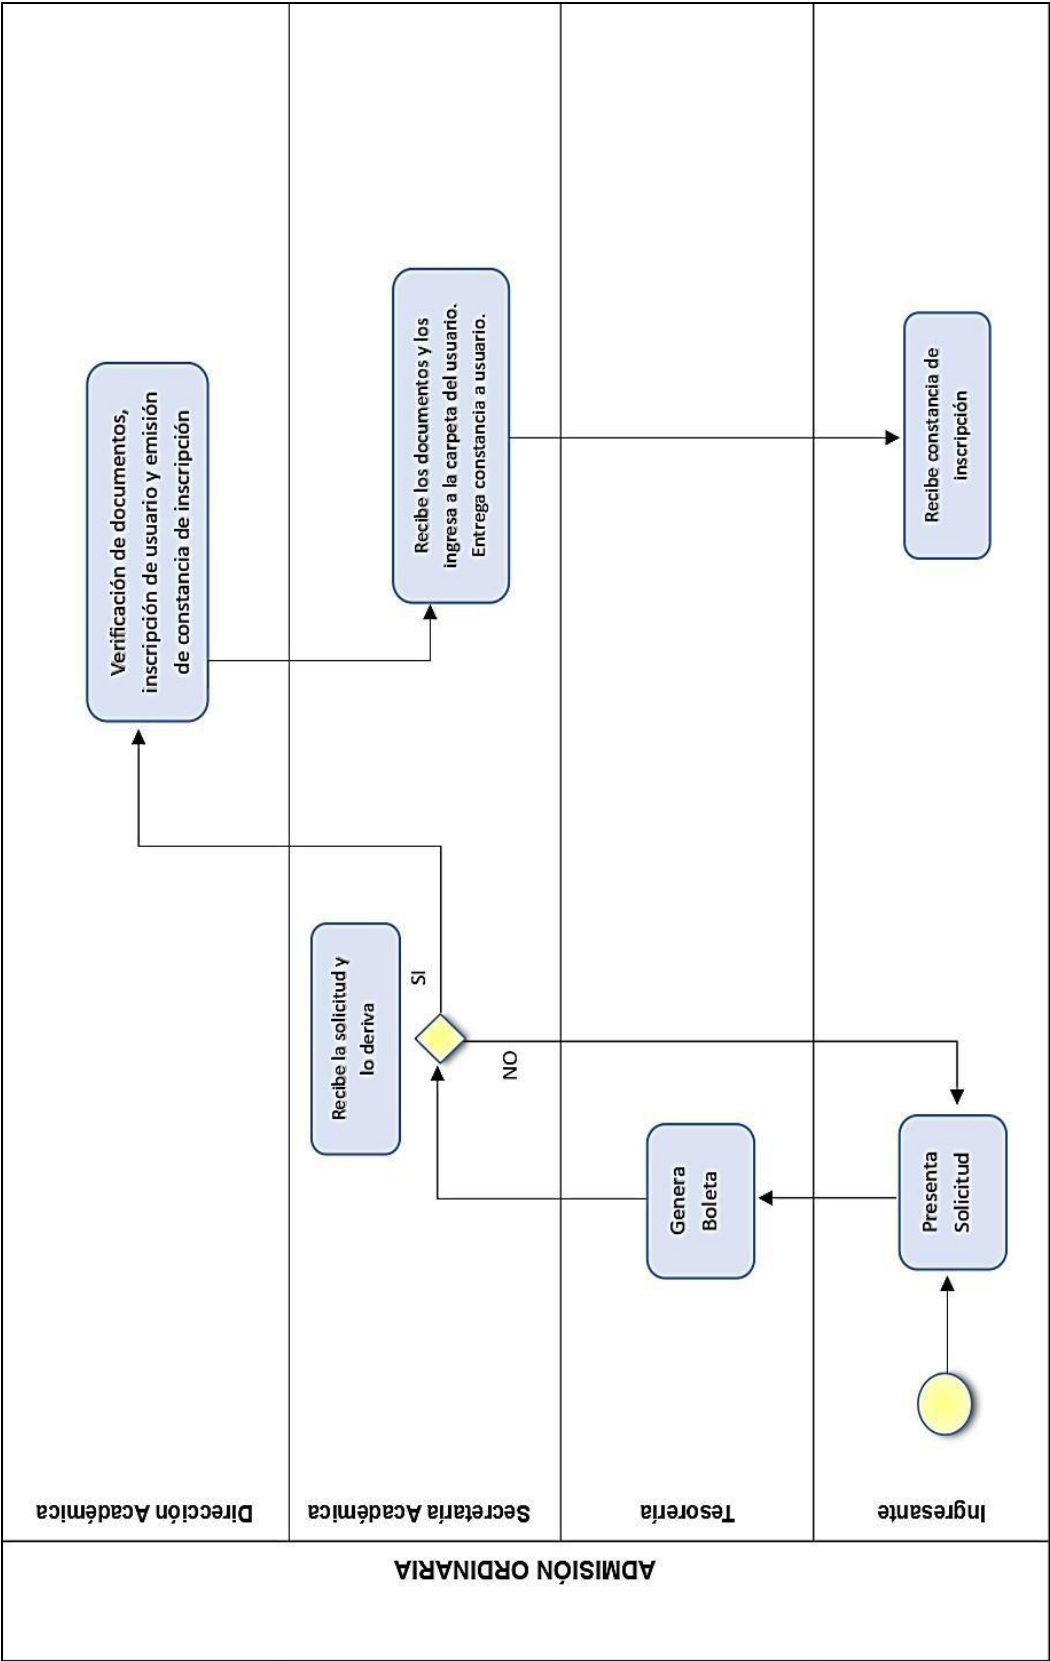 ADMISIÓN ORDINARIA
Dirección Académica
Secretaría Académica
Tesorería
Ingresante
Verificación de documentos,
inscripción de usuario y emisión
de constancia de inscripción
Recibe la solicitud y
lo deriva
SI
NO
Recibe los documentos y los
ingresa a la carpeta del usuario.
Entrega constancia a usuario.
Genera
Boleta
Presenta
Solicitud
Recibe constancia de
inscripción